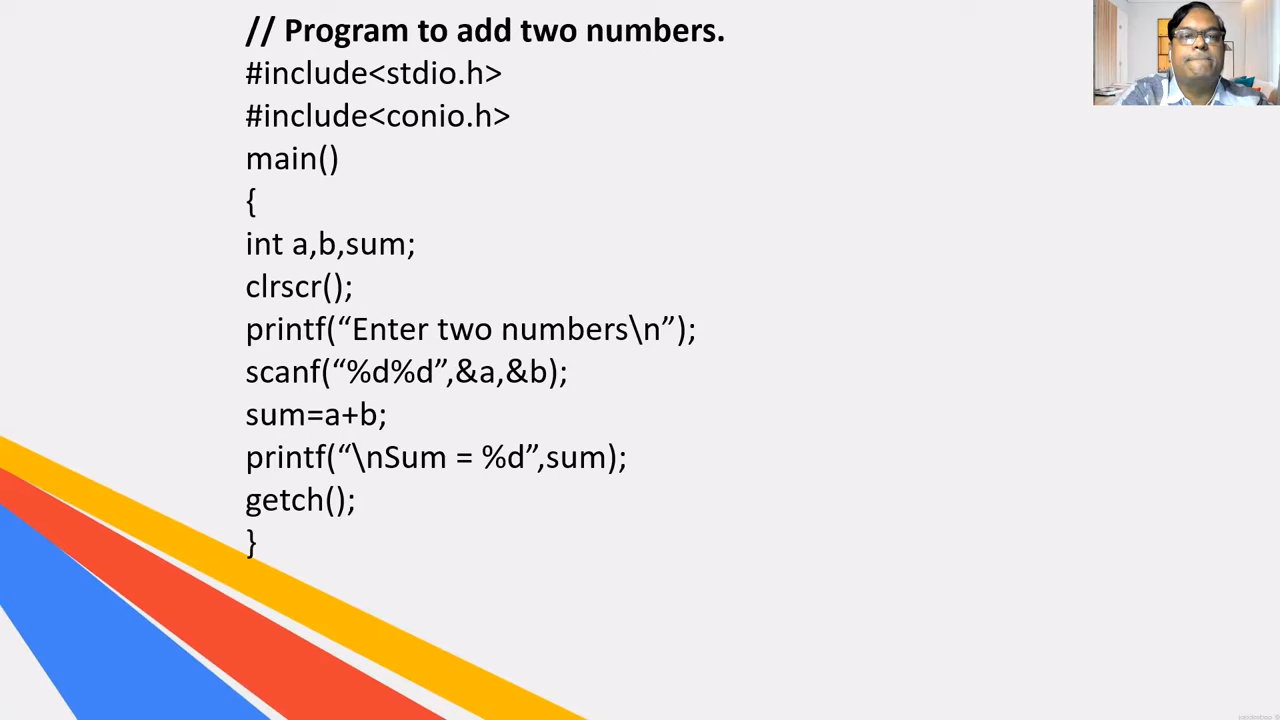 // Program to add two numbers.
#include<stdio.h>
#include<conio.h>
main()
{
int a,b,sum;
clrscr();
printf(“Enter two numbers\n”);
scanf(“%d%d”,&a,&b);
sum=a+b;
printf(“\nSum = %d”,sum);
getch();
}